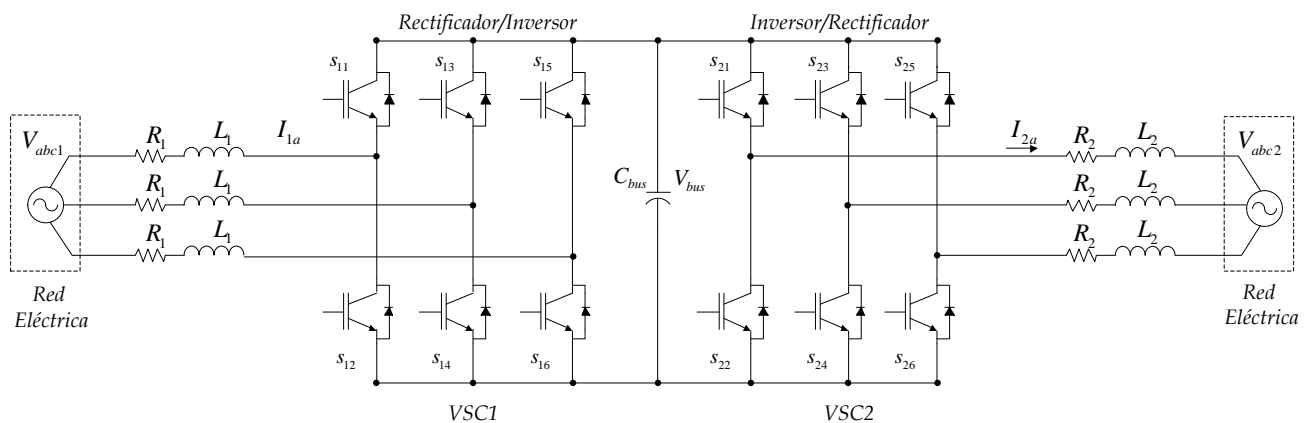 Rectificador/Inversor
Inversor/Rectificador
s11
s13
s15
s21
s23
s25
Vabc1
R1
L1
I1a
R1
L1
R1
L1
Cbus
Vbus
I2a
R2
L2
R2
L2
R2
L2
Vabc2
Red
Eléctrica
Red
Eléctrica
s12
s14
s16
s22
s24
s26
VSC1
VSC2